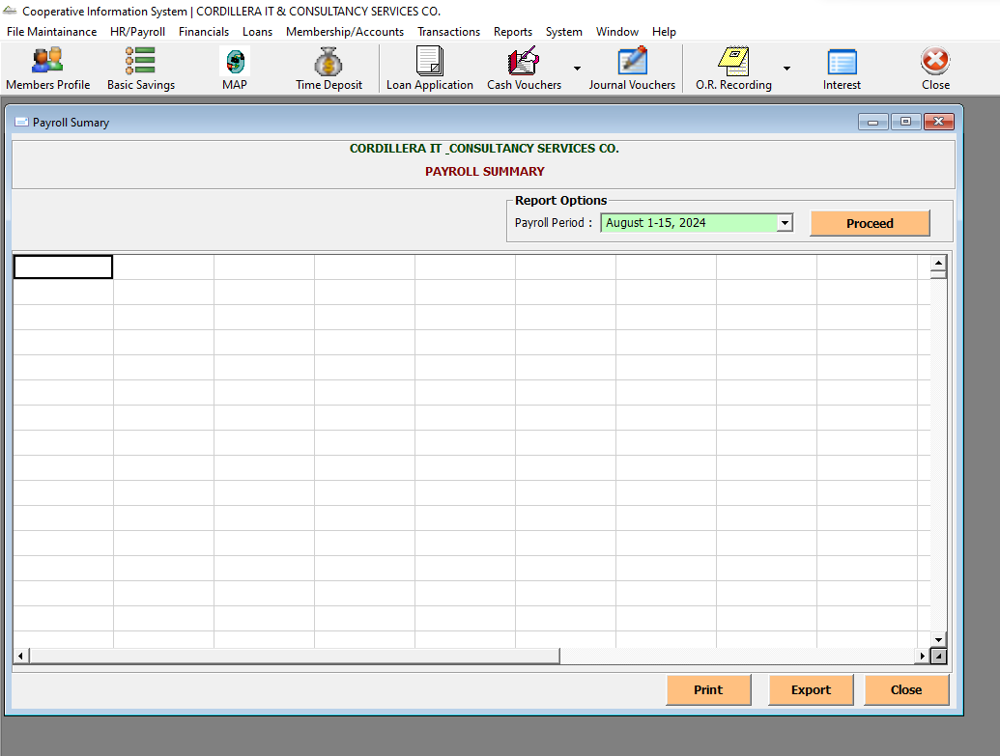 Cooperative Information System | CORDILLERA IT & CONSULTANCY SERVICES CO.
File Maintainance HR/Payroll Financials Loans Membership/Accounts Transactions Reports System Window Help
Members Profile Basic Savings MAP Time Deposit Loan Application Cash Vouchers Journal Vouchers O.R. Recording Interest Close
Payroll Sumary
CORDILLERA IT _CONSULTANCY SERVICES CO.
PAYROLL SUMMARY
Report Options
Payroll Period : August 1-15, 2024 Proceed
Print Export Close